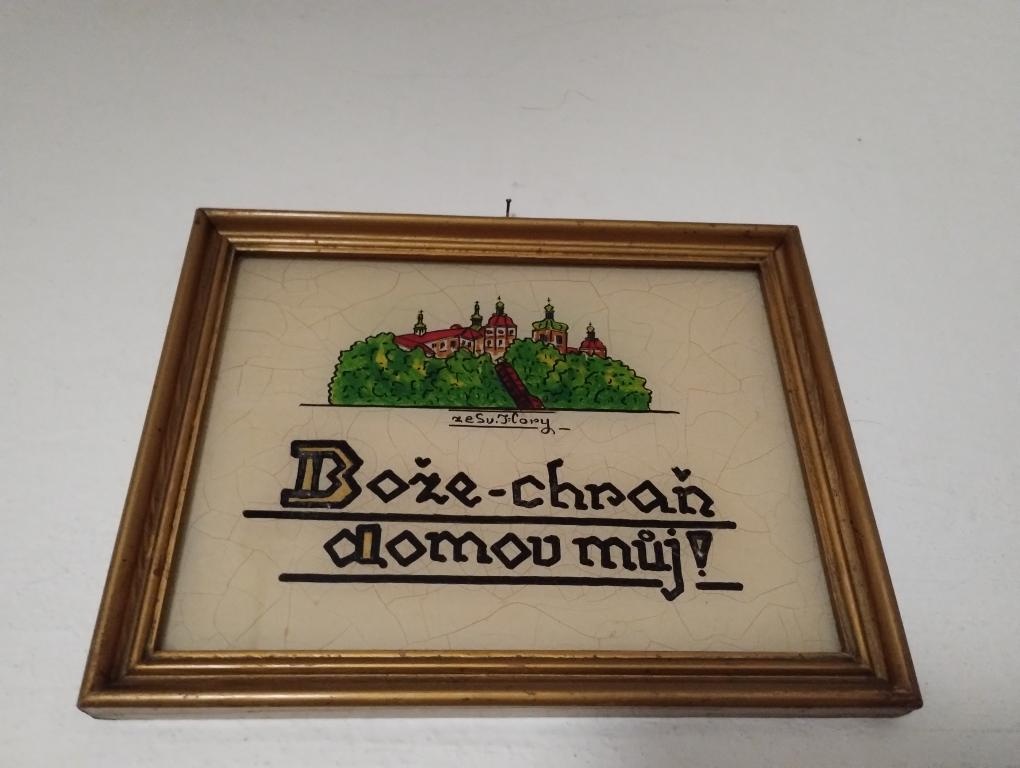 ze Sv. Hory
Bože-chraň
domov můj!